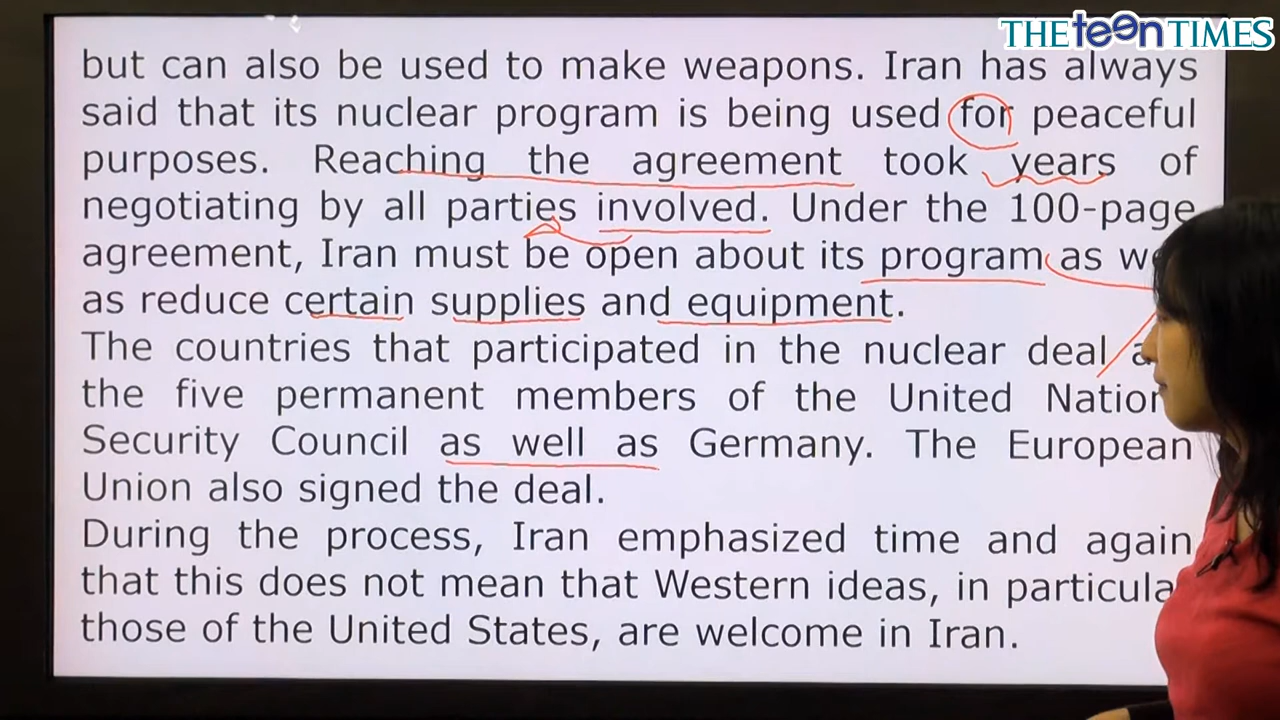 THE teen TIMES
but can also be used to make weapons. Iran has always
said that its nuclear program is being used for peaceful
purposes. Reaching the agreement took years of
negotiating by all parties involved. Under the 100-page
agreement, Iran must be open about its program as
as reduce certain supplies and equipment.
The countries that participated in the nuclear deal
the five permanent members of the United Nation
Security Council as well as Germany. The European
Union also signed the deal.
During the process, Iran emphasized time and again
that this does not mean that Western ideas, in particula
those of the United States, are welcome in Iran.